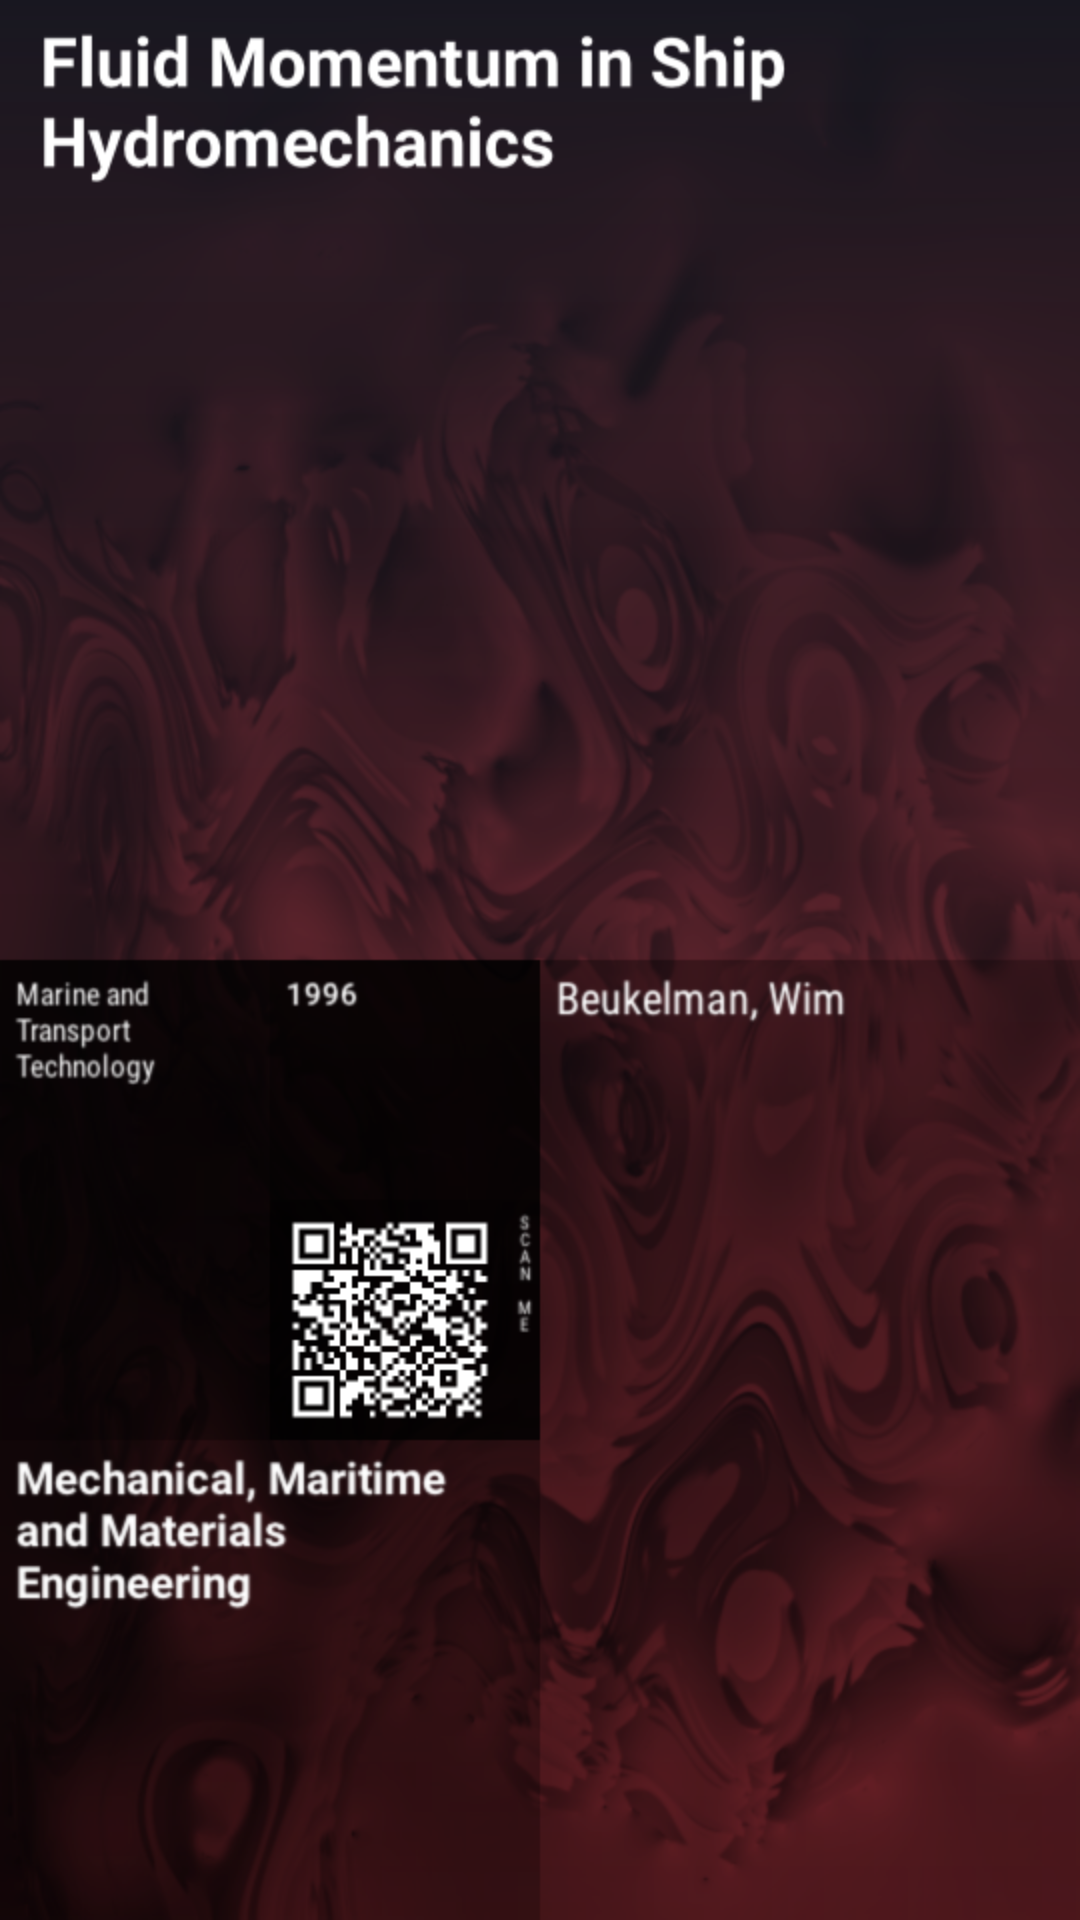 Fluid Momentum in Ship
Hydromechanics
Marine and
Transport
Technology
1996
Beukelman, Wim
SCAN ME
Mechanical, Maritime
and Materials
Engineering